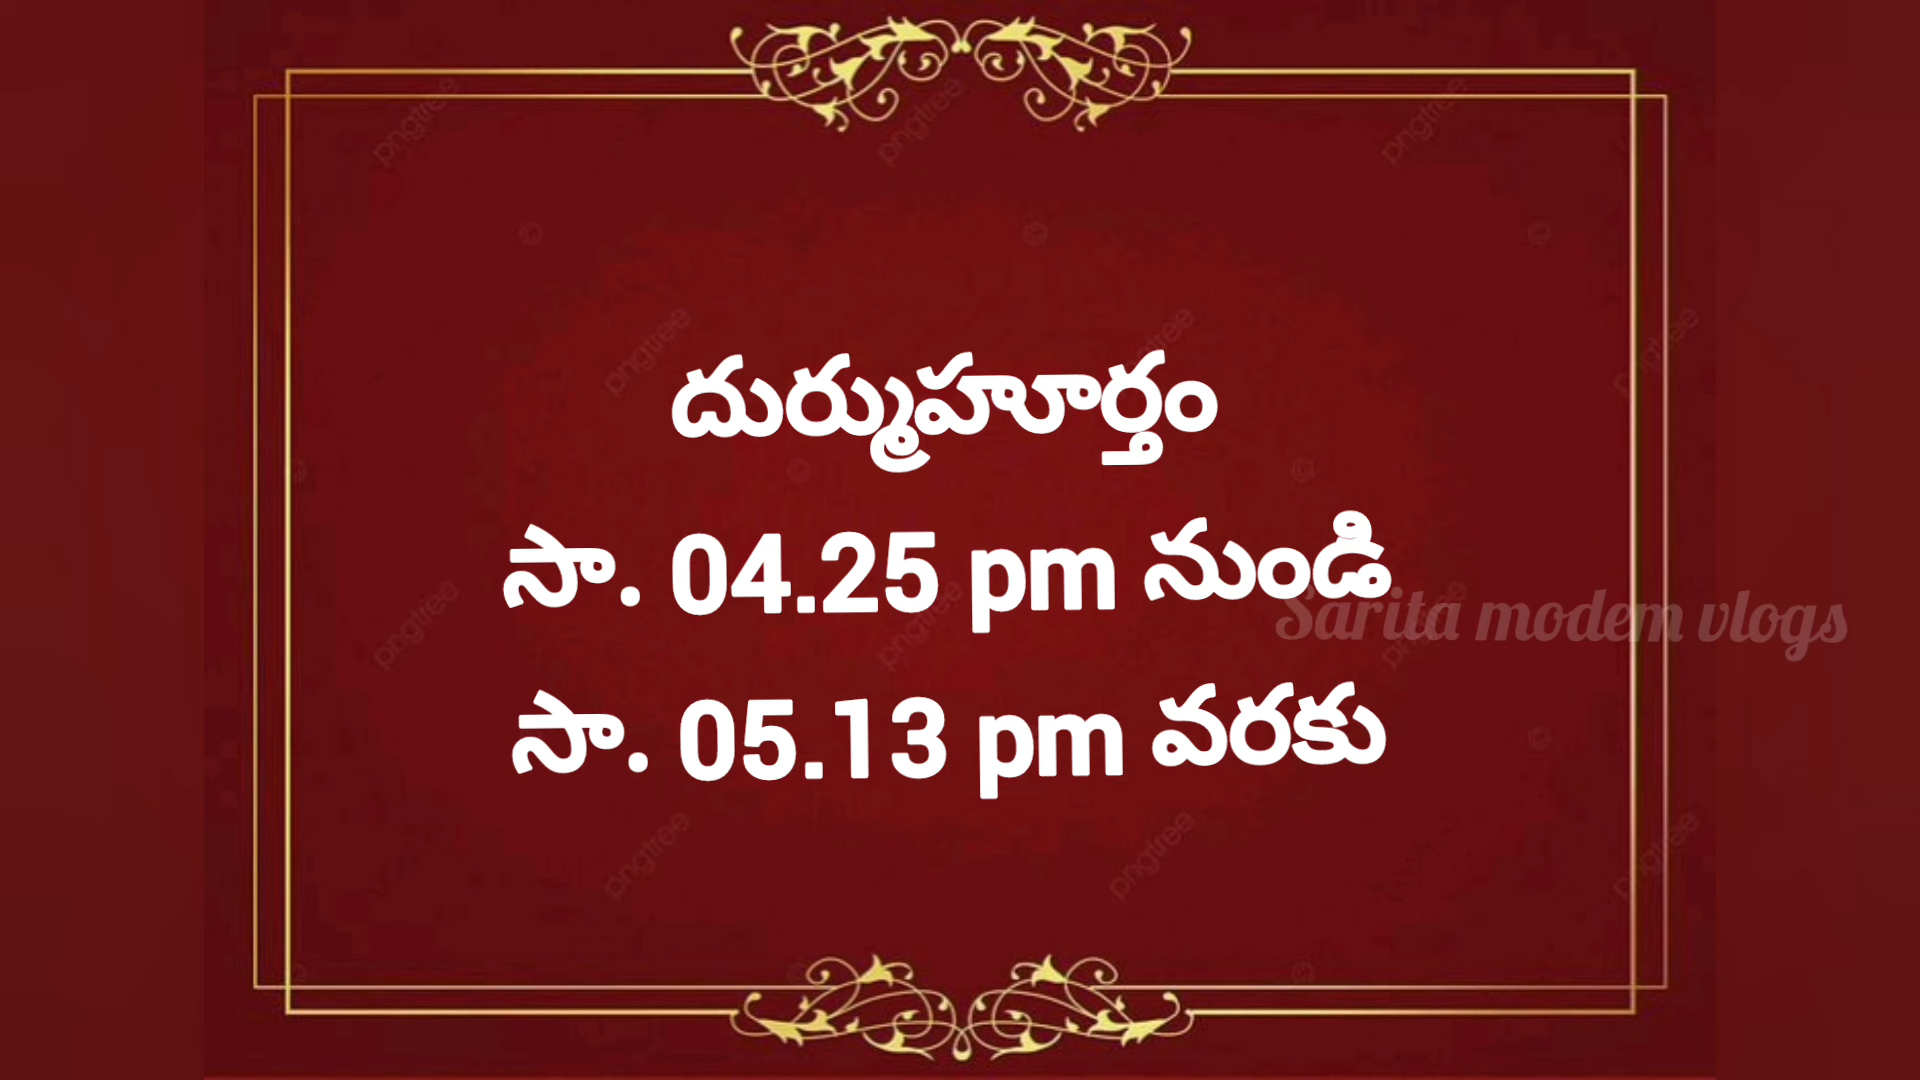 దుర్ముహూర్తం
సా. 04.25 pm నుండి
Sarita modem vlogs
సా. 05.13 pm వరకు